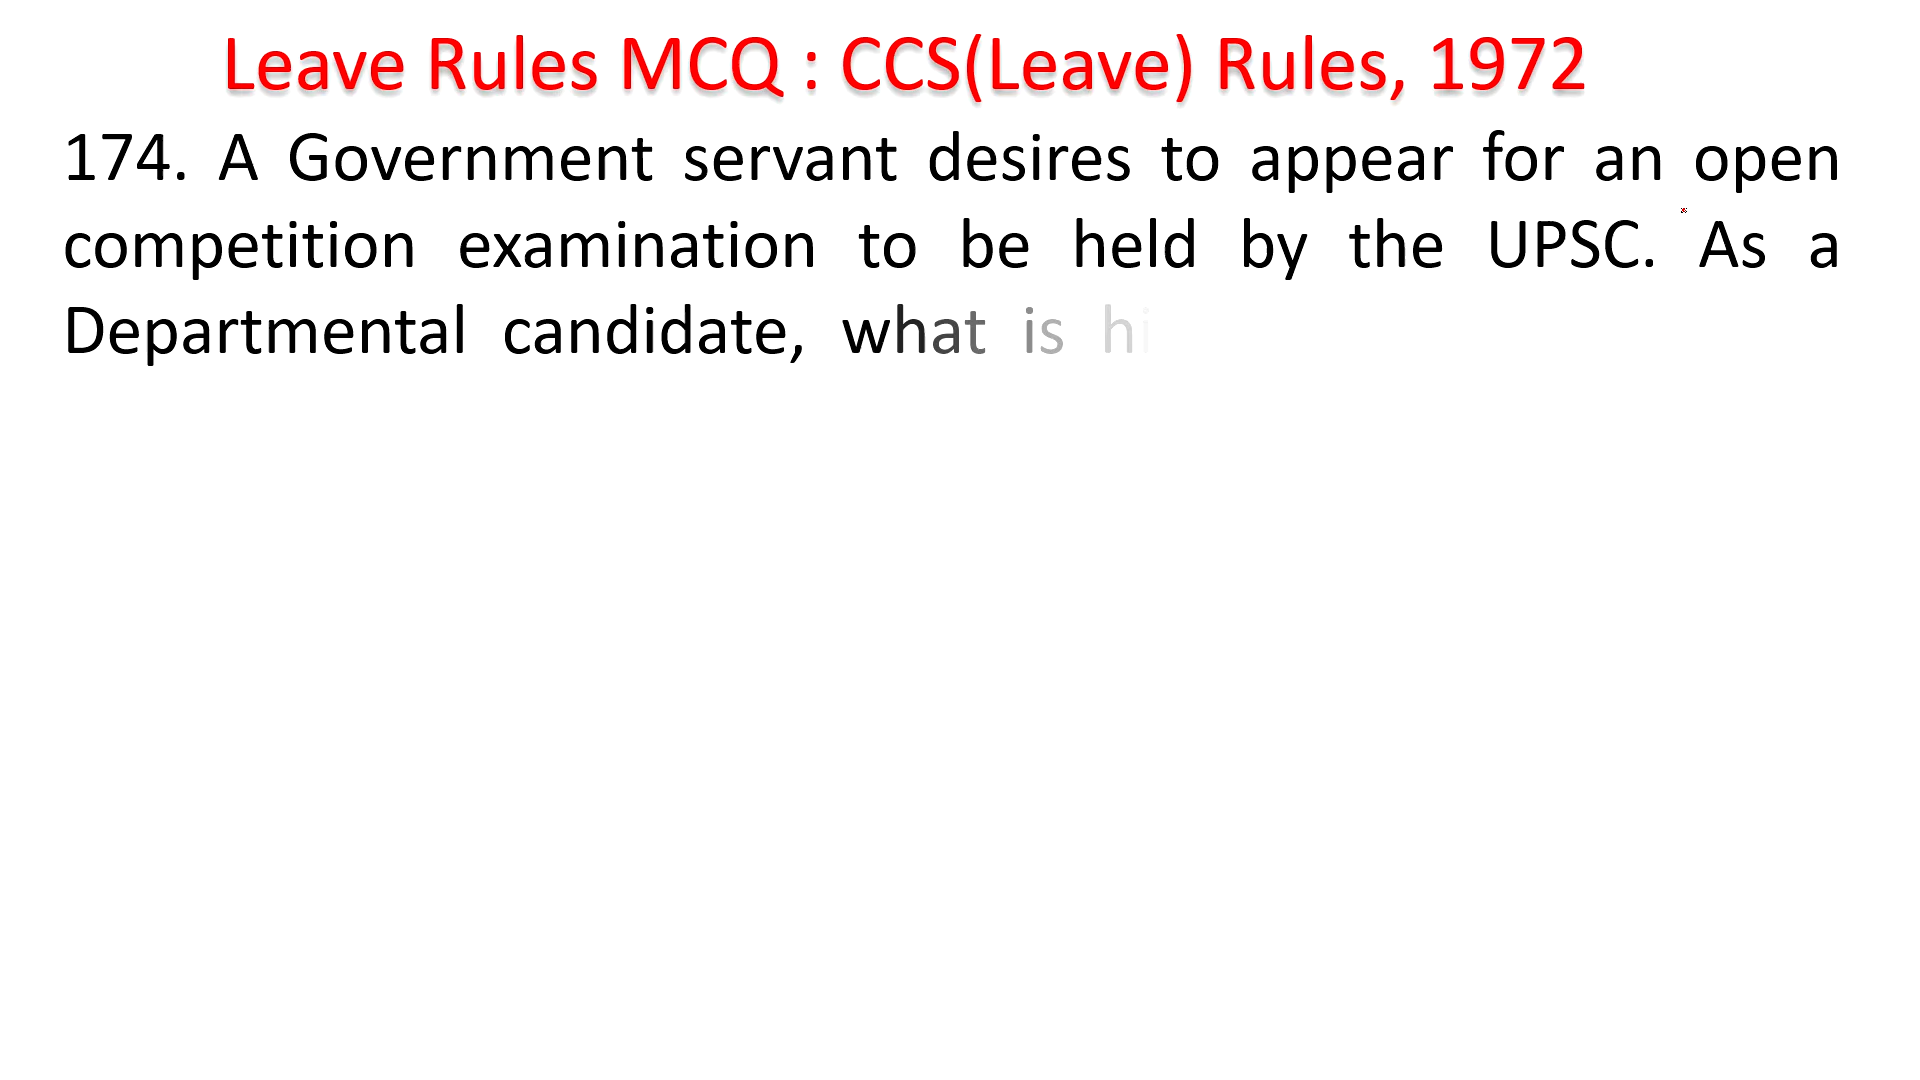 Leave Rules MCQ : CCS(Leave) Rules, 1972
174. A Government servant desires to appear for an open
competition examination to be held by the UPSC. As a
Departmental candidate, what is